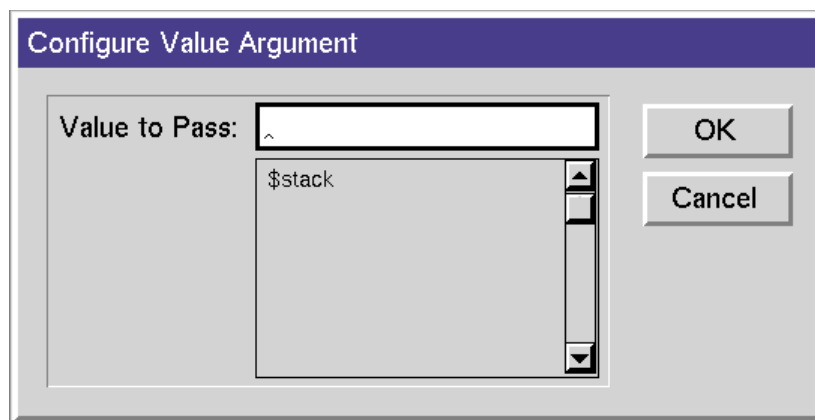 Configure Value Argument
Value to Pass:
OK
$stack
Cancel